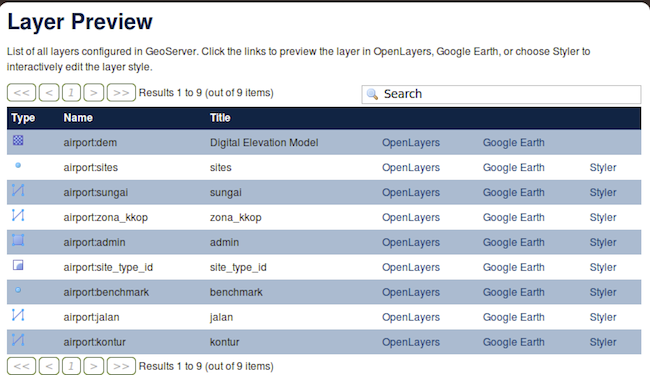 Layer Preview
List of all layers configured in GeoServer. Click the links to preview the layer in OpenLayers, Google Earth, or choose Styler to
interactively edit the layer style.
<< < 1 > >> Results 1 to 9 (out of 9 items) Search
Type Name Title
airport:dem Digital Elevation Model OpenLayers Google Earth
airport:sites sites OpenLayers Google Earth Styler
airport:sungai sungai OpenLayers Google Earth Styler
airport:zona_kkop zona_kkop OpenLayers Google Earth Styler
airport:admin admin OpenLayers Google Earth Styler
airport:site_type_id site_type_id OpenLayers Google Earth Styler
airport:benchmark benchmark OpenLayers Google Earth Styler
airport:jalan jalan OpenLayers Google Earth Styler
airport:kontur kontur OpenLayers Google Earth Styler
<< < 1 > >> Results 1 to 9 (out of 9 items)